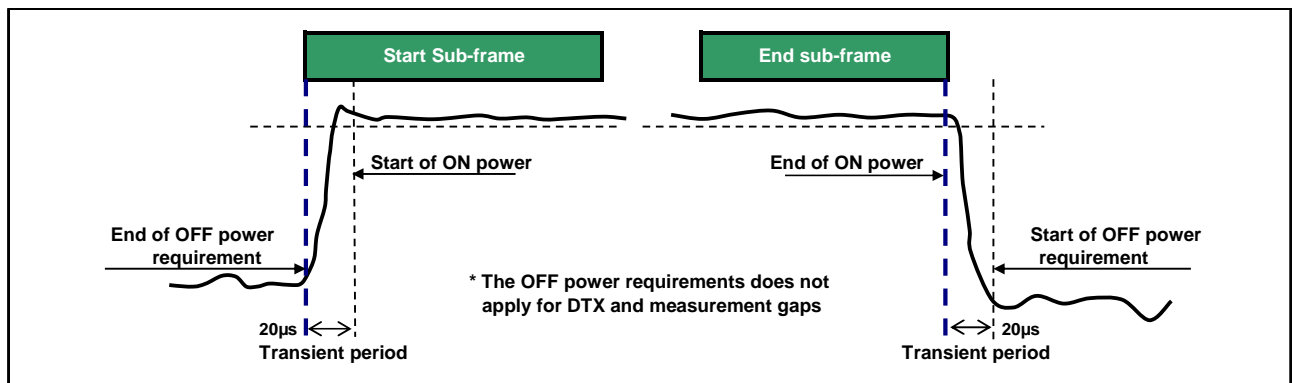 Start Sub-frame
End sub-frame
Start of ON power
End of ON power
End of OFF power
requirement
Start of OFF power
requirement
* The OFF power requirements does not
apply for DTX and measurement gaps
20µs
Transient period
20µs
Transient period